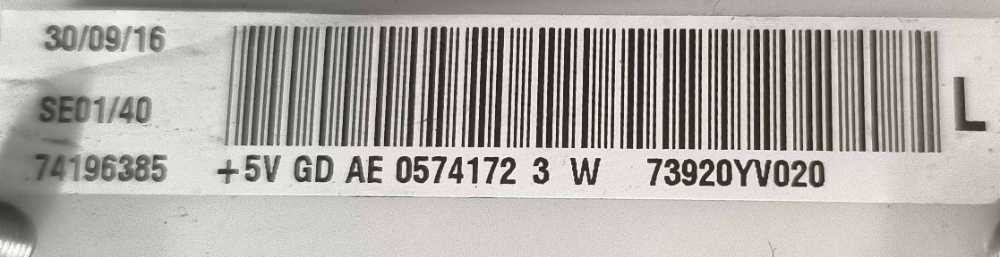 30/09/16
SE01/40
L
74196385 +5V GD AE 0574172 3 W 73920YV020